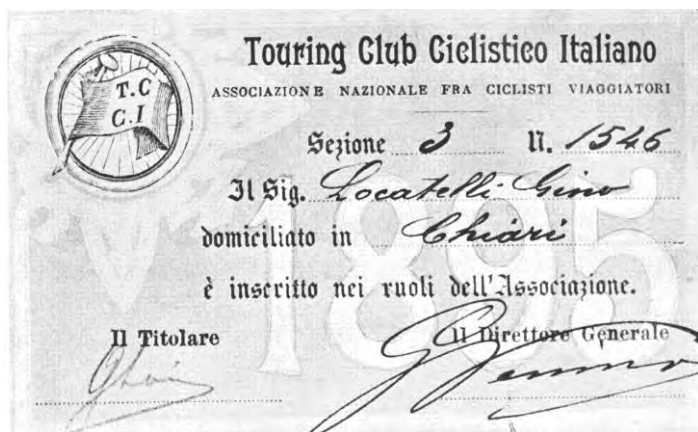 T.C
C.I
Touring Club Ciclistico Italiano
ASSOCIAZIONE NAZIONALE FRA CICLISTI VIAGGIATORI
Sezione 3 N. 1546
Il Sig. Locatelli Gino
domiciliato in Chiari
1895
è inscritto nei ruoli dell'Associazione.
Il Titolare Il Direttore Generale